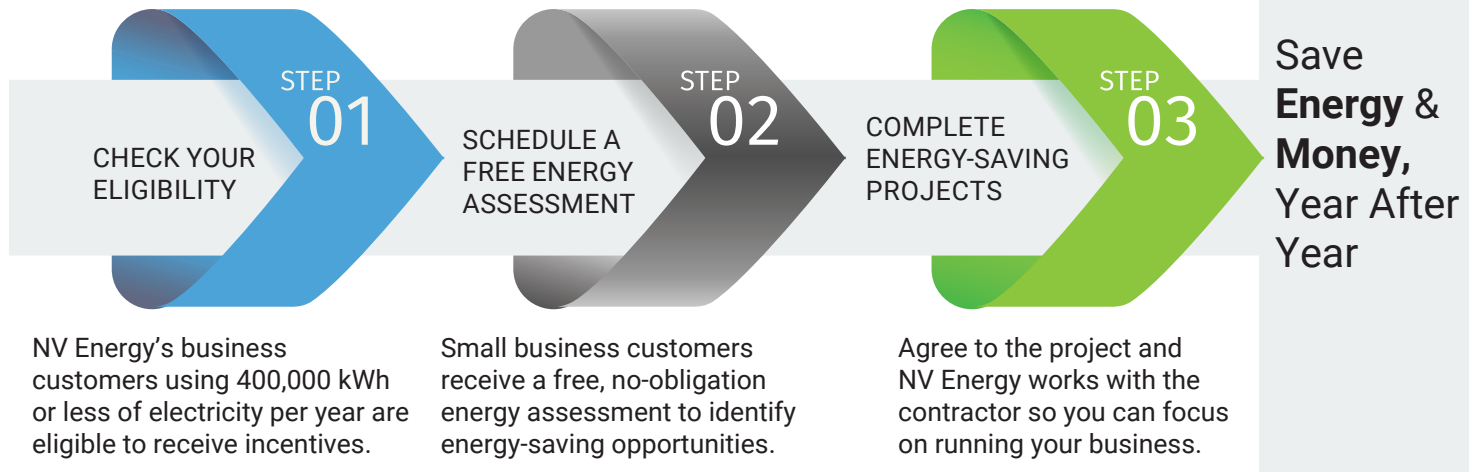 STEP
01
CHECK YOUR
ELIGIBILITY
NV Energy’s business
customers using 400,000 kWh
or less of electricity per year are
eligible to receive incentives.
STEP
02
SCHEDULE A
FREE ENERGY
ASSESSMENT
Small business customers
receive a free, no-obligation
energy assessment to identify
energy-saving opportunities.
STEP
03
COMPLETE
ENERGY-SAVING
PROJECTS
Agree to the project and
NV Energy works with the
contractor so you can focus
on running your business.
Save
Energy &
Money,
Year After
Year